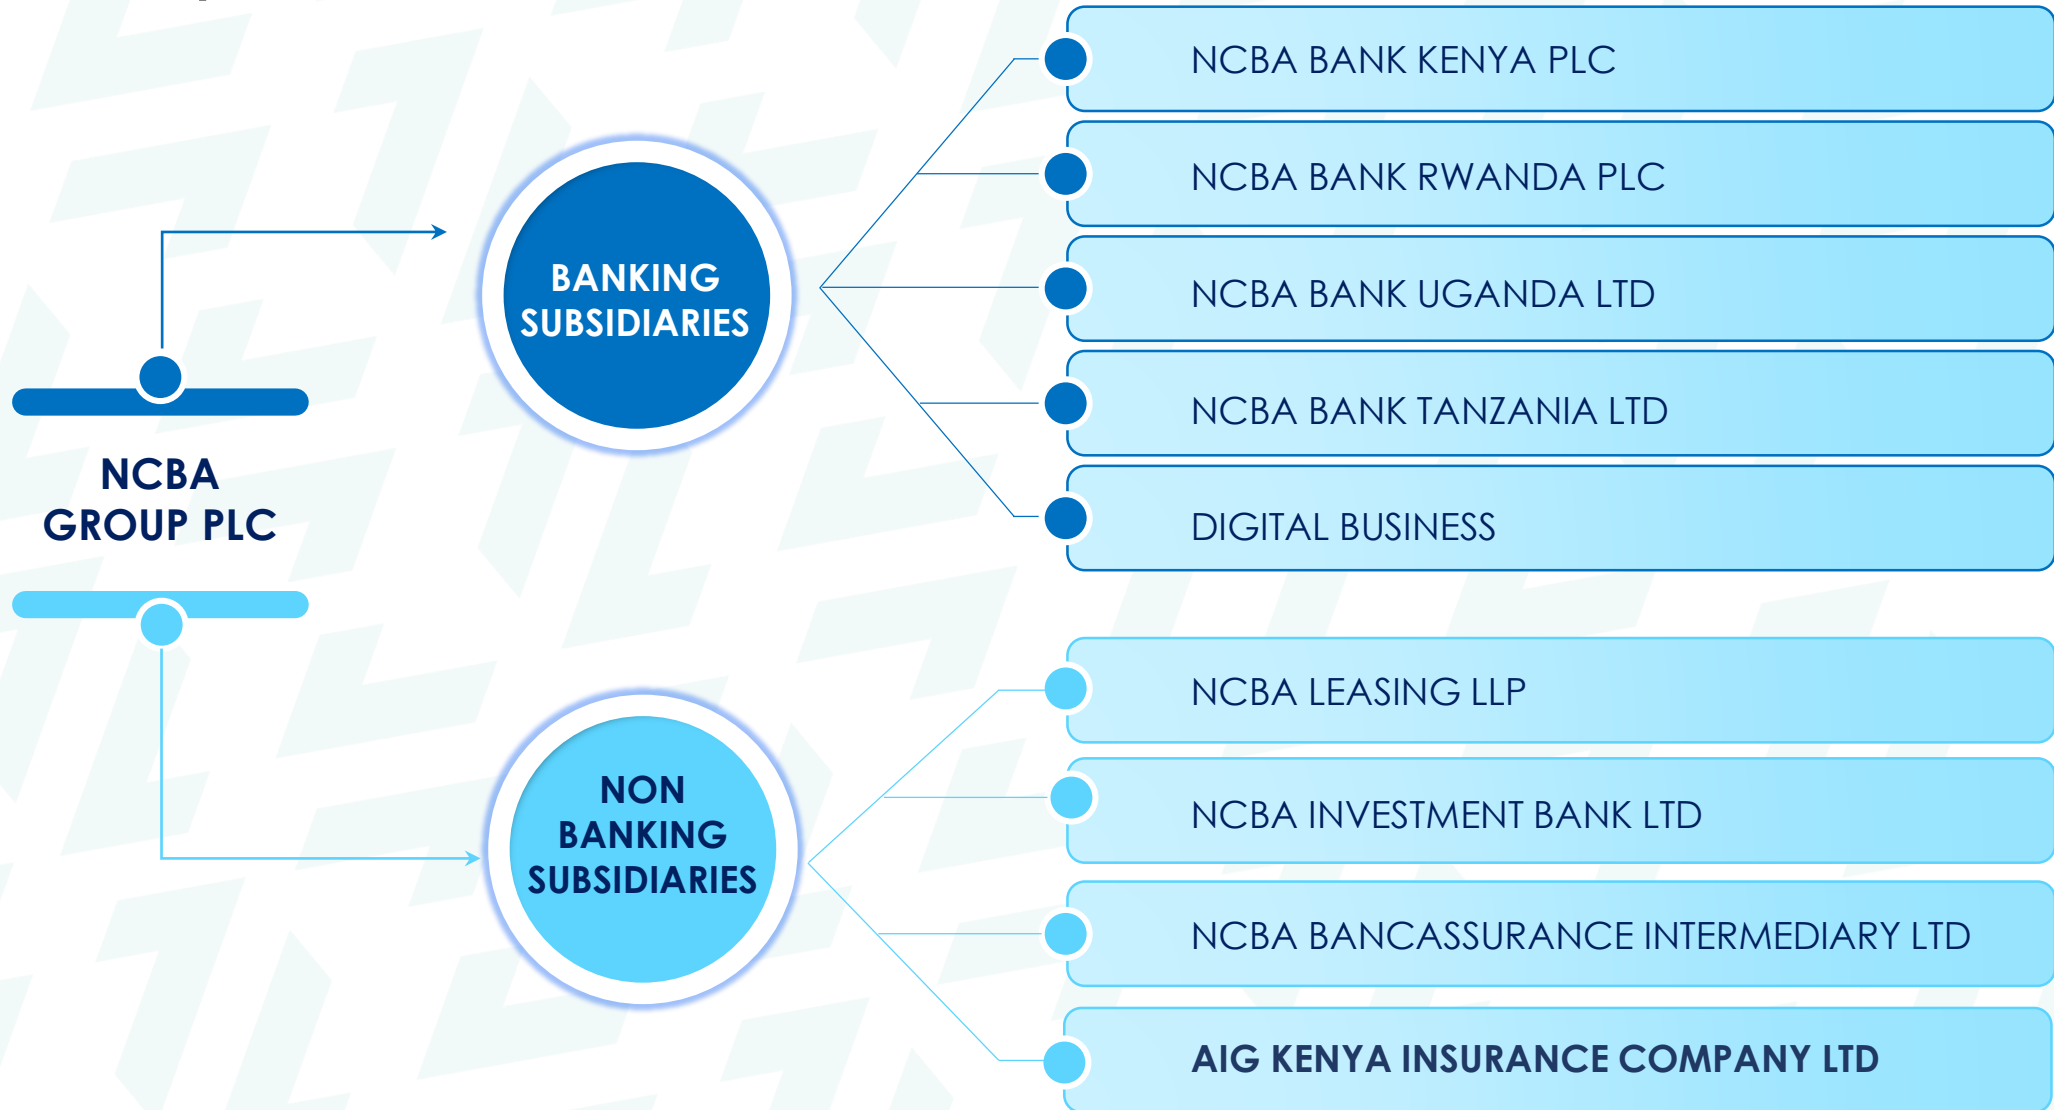 NCBA
GROUP PLC
BANKING
SUBSIDIARIES
NCBA BANK KENYA PLC
NCBA BANK RWANDA PLC
NCBA BANK UGANDA LTD
NCBA BANK TANZANIA LTD
DIGITAL BUSINESS
NON
BANKING
SUBSIDIARIES
NCBA LEASING LLP
NCBA INVESTMENT BANK LTD
NCBA BANCASSURANCE INTERMEDIARY LTD
AIG KENYA INSURANCE COMPANY LTD